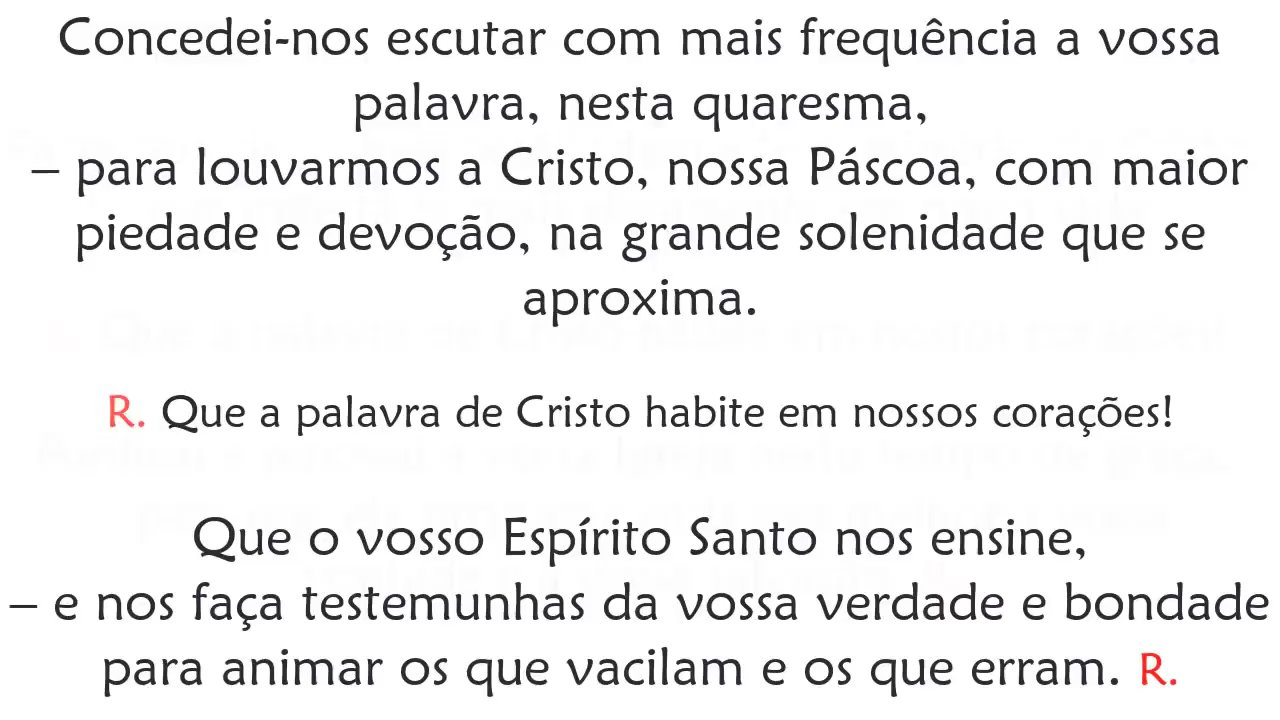 Concedei-nos escutar com mais frequência a vossa
palavra, nesta quaresma,
– para louvarmos a Cristo, nossa Páscoa, com maior
piedade e devoção, na grande solenidade que se
aproxima.
R. Que a palavra de Cristo habite em nossos corações!
Que o vosso Espírito Santo nos ensine,
– e nos faça testemunhas da vossa verdade e bondade
para animar os que vacilam e os que erram. R.